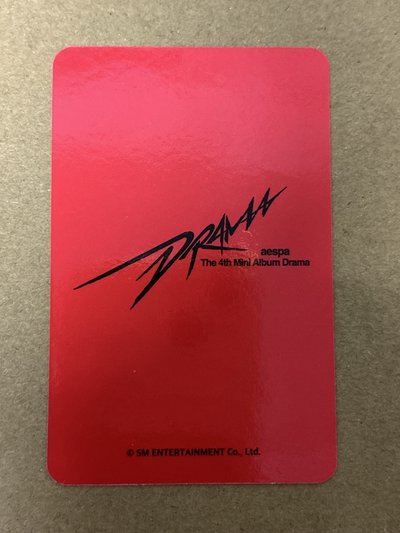 DRAMA
aespa
The 4th Mini Album Drama
© SM ENTERTAINMENT Co., Ltd.